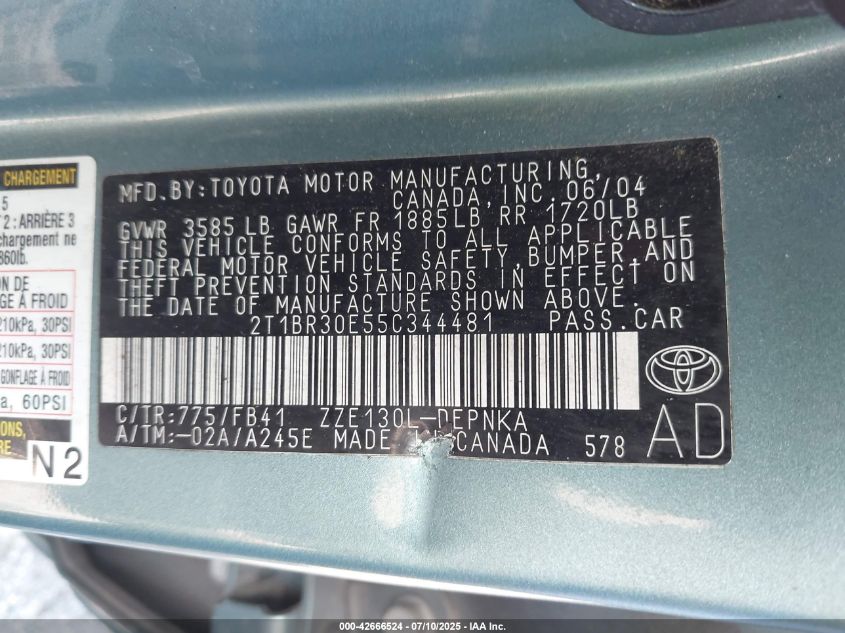 CHARGEMENT
5
2 : ARRIÈRE 3
chargement ne
860lb.
ON DE
GE À FROID
210kPa, 30PSI
210kPa, 30PSI
GONFLAGE À FROID
a, 60PSI
ONS,
RE
N2
MFD. BY: TOYOTA MOTOR MANUFACTURING,
CANADA, INC. 06/04
GVWR 3585 LB GAWR FR 1885LB RR 1720LB
THIS VEHICLE CONFORMS TO ALL APPLICABLE
FEDERAL MOTOR VEHICLE SAFETY, BUMPER, AND
THEFT PREVENTION STANDARDS IN EFFECT ON
THE DATE OF MANUFACTURE SHOWN ABOVE.
2T1BR30E55C344481 PASS. CAR
C/TR: 775/FB41 ZZE130L-DEPNKA
A/TM: -02A/A245E MADE CANADA 578
AD
000-42666524 | 07/10/2025 - IAA Inc.